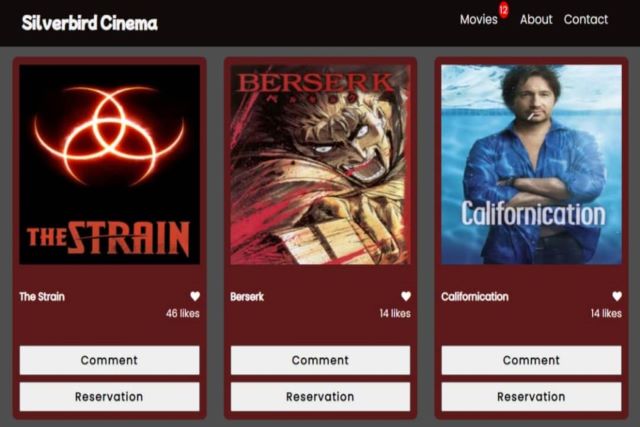 Silverbird Cinema
Movies 12 About Contact
THE STRAIN
BERSERK
Californication
The Strain
46 likes
Berserk
14 likes
Californication
14 likes
Comment
Comment
Comment
Reservation
Reservation
Reservation